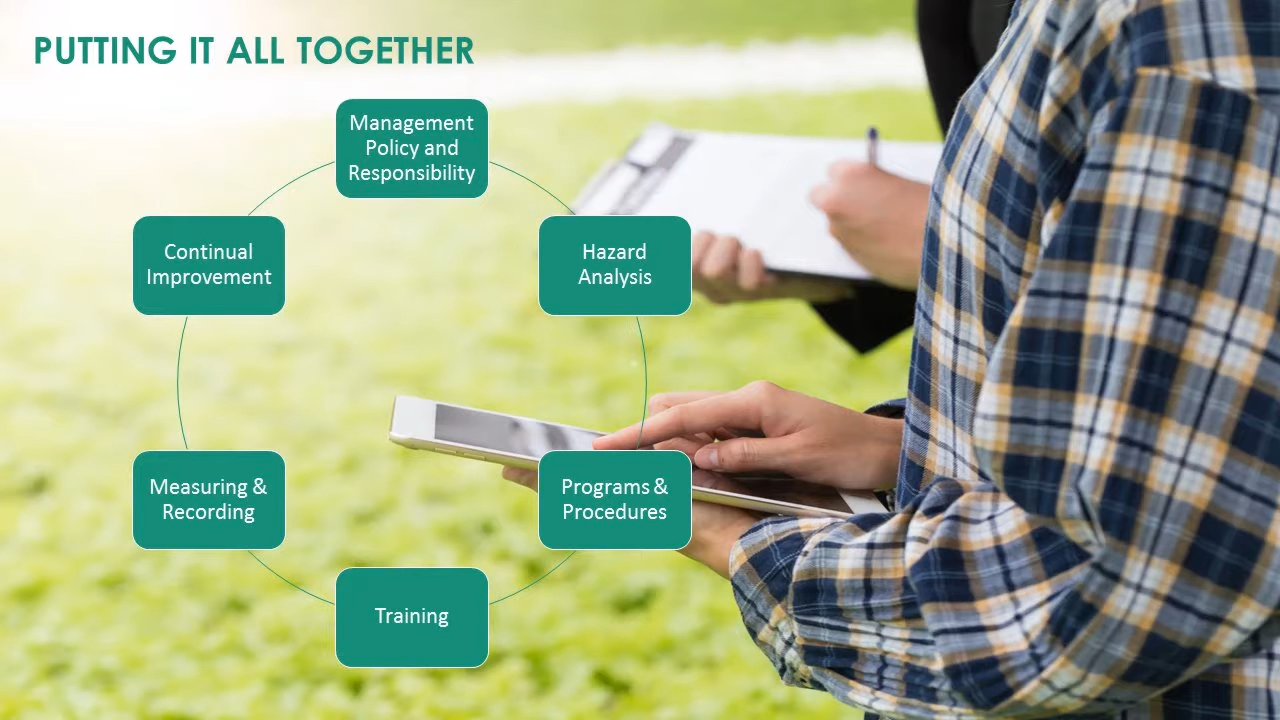 PUTTING IT ALL TOGETHER
Management
Policy and
Responsibility
Hazard
Analysis
Programs &
Procedures
Training
Measuring &
Recording
Continual
Improvement